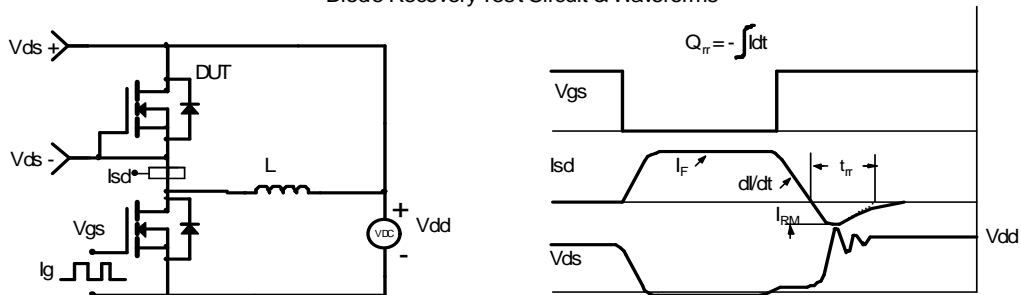 Diode Recovery Test Circuit & Waveforms
Vds +
DUT
Vds -
Isd
L
Vgs
Ig
VDC
+
-
Vdd
Qrr = - ∫Idt
Vgs
Isd
IF
dI/dt
trr
IRM
Vdd
Vds